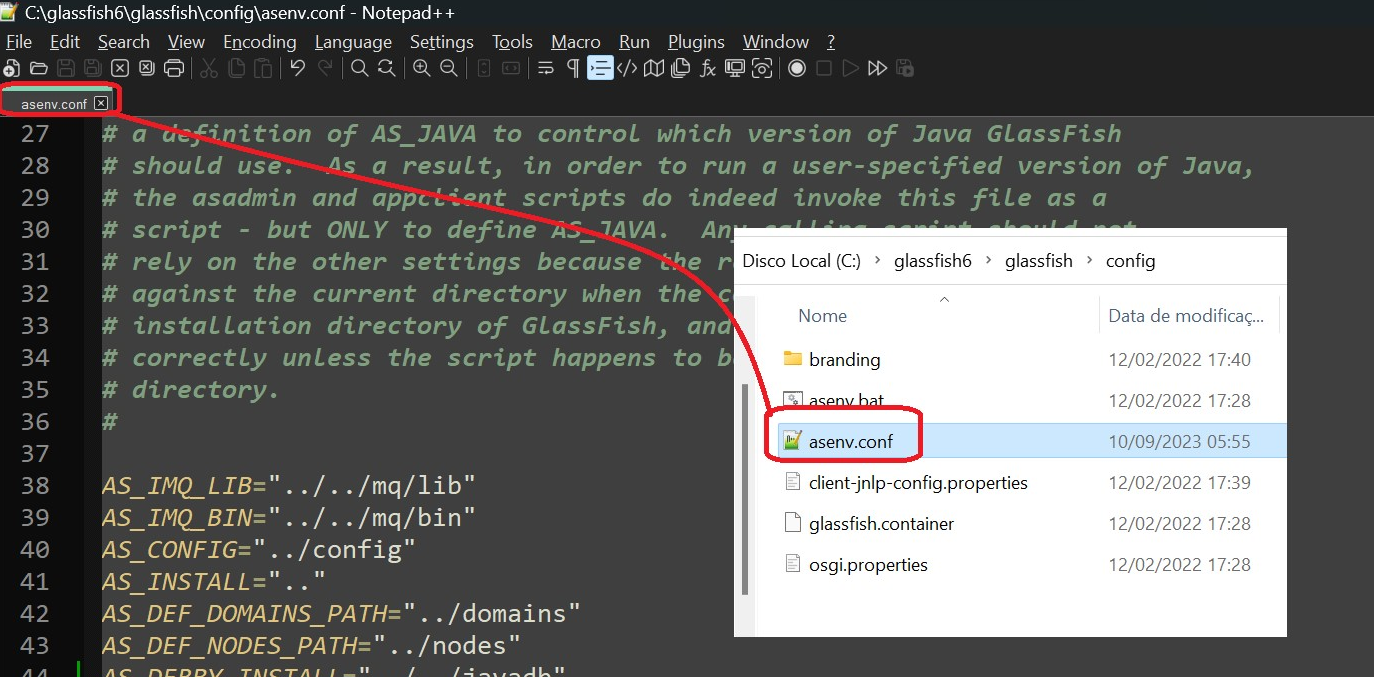 C:\glassfish6\glassfish\config\asenv.conf - Notepad++
File Edit Search View Encoding Language Settings Tools Macro Run Plugins Window ?
asenv.conf
27 # a definition of AS_JAVA to control which version of Java GlassFish
28 # should use. As a result, in order to run a user-specified version of Java,
29 # the asadmin and appclient scripts do indeed invoke this file as a
30 # script - but ONLY to define AS_JAVA. Any calling script should not
31 # rely on the other settings because the
32 # against the current directory when the
33 # installation directory of GlassFish, and
34 # correctly unless the script happens to
35 # directory.
36 #
37
38 AS_IMQ_LIB="../../mq/lib"
39 AS_IMQ_BIN="../../mq/bin"
40 AS_CONFIG="../config"
41 AS_INSTALL=".."
42 AS_DEF_DOMAINS_PATH="../domains"
43 AS_DEF_NODES_PATH="../nodes"
44 AS_DERBY_INSTALL="../../javadb"
Disco Local (C:) > glassfish6 > glassfish > config
Nome Data de modificaç...
branding 12/02/2022 17:40
asenv.bat 12/02/2022 17:28
asenv.conf 10/09/2023 05:55
client-jnlp-config.properties 12/02/2022 17:39
glassfish.container 12/02/2022 17:28
osgi.properties 12/02/2022 17:28